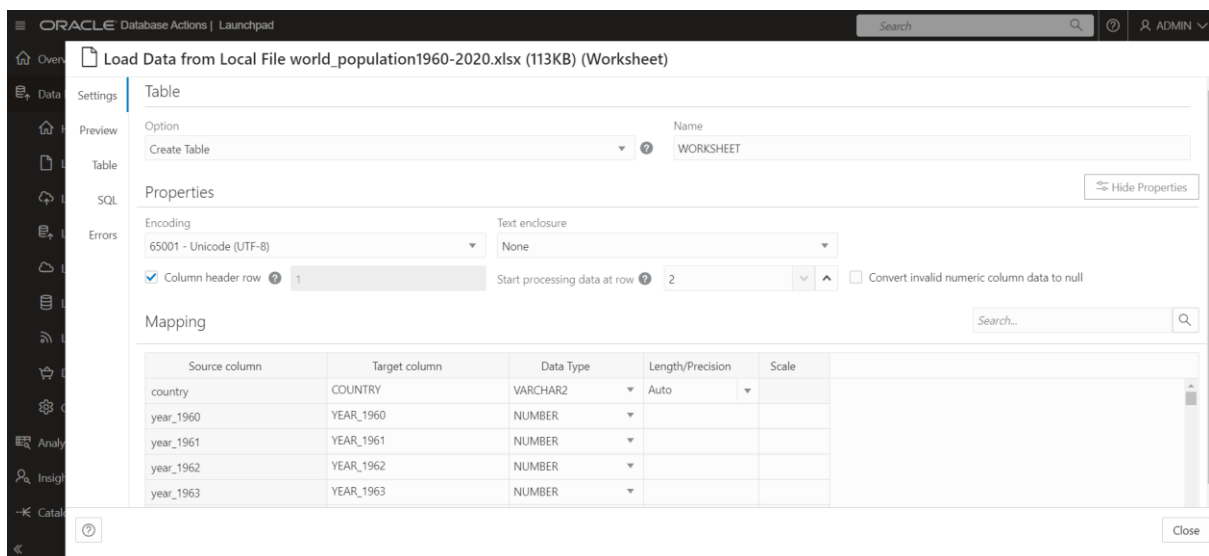 ORACLE Database Actions | Launchpad
Search
ADMIN
Load Data from Local File world_population1960-2020.xlsx (113KB) (Worksheet)
Settings
Preview
Table
SQL
Errors
Table
Option
Name
Create Table
WORKSHEET
Properties
Hide Properties
Encoding
Text enclosure
65001 - Unicode (UTF-8)
None
Column header row
1
Start processing data at row
2
Convert invalid numeric column data to null
Mapping
Search...
Source column Target column Data Type Length/Precision Scale
country COUNTRY VARCHAR2 Auto
year_1960 YEAR_1960 NUMBER
year_1961 YEAR_1961 NUMBER
year_1962 YEAR_1962 NUMBER
year_1963 YEAR_1963 NUMBER
Close